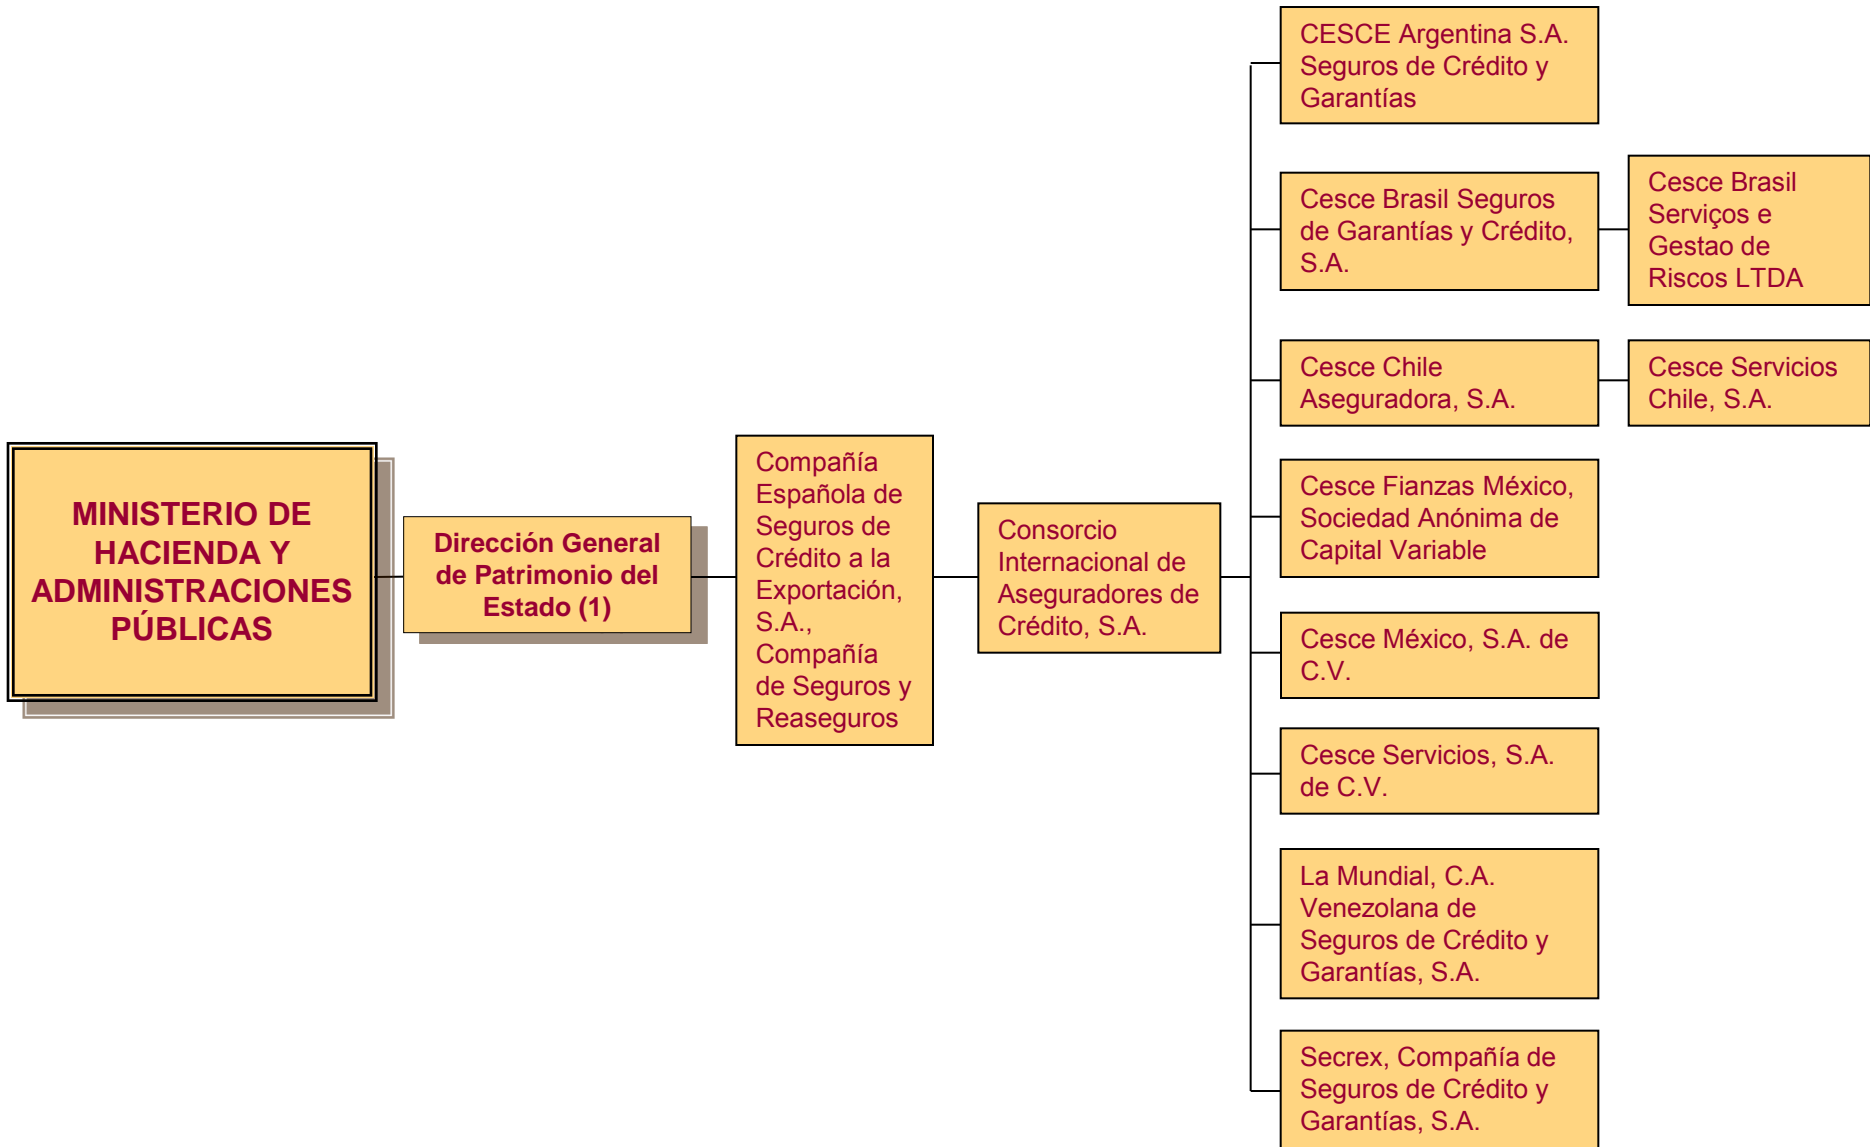 MINISTERIO DE
HACIENDA Y
ADMINISTRACIONES
PÚBLICAS
Dirección General
de Patrimonio del
Estado (1)
Compañía
Española de
Seguros de
Crédito a la
Exportación,
S.A.,
Compañía
de Seguros y
Reaseguros
Consorcio
Internacional de
Aseguradores de
Crédito, S.A.
CESCE Argentina S.A.
Seguros de Crédito y
Garantías
Cesce Brasil Seguros
de Garantías y Crédito,
S.A.
Cesce Brasil
Serviços e
Gestao de
Riscos LTDA
Cesce Chile
Aseguradora, S.A.
Cesce Servicios
Chile, S.A.
Cesce Fianzas México,
Sociedad Anónima de
Capital Variable
Cesce México, S.A. de
C.V.
Cesce Servicios, S.A.
de C.V.
La Mundial, C.A.
Venezolana de
Seguros de Crédito y
Garantías, S.A.
Secrex, Compañía de
Seguros de Crédito y
Garantías, S.A.